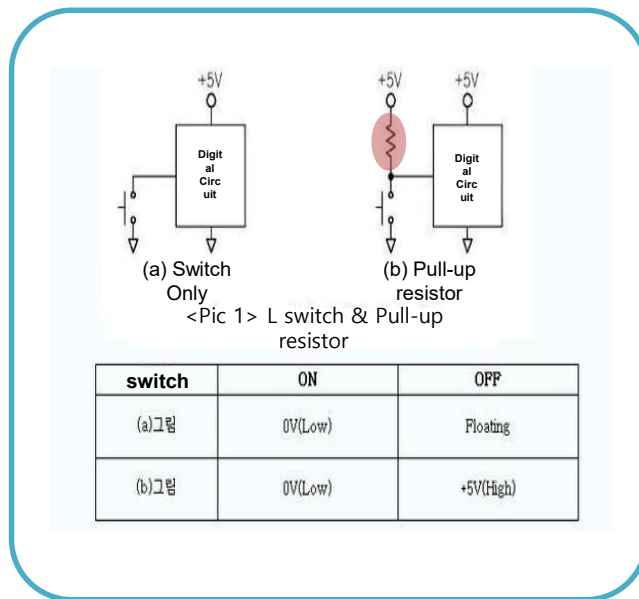 +5V
+5V
+5V
Digit
al
Circ
uit
Digit
al
Circ
uit
(a) Switch
Only
(b) Pull-up
resistor
<Pic 1> L switch & Pull-up
resistor
switch ON OFF
(a)그림 0V(Low) Floating
(b)그림 0V(Low) +5V(High)